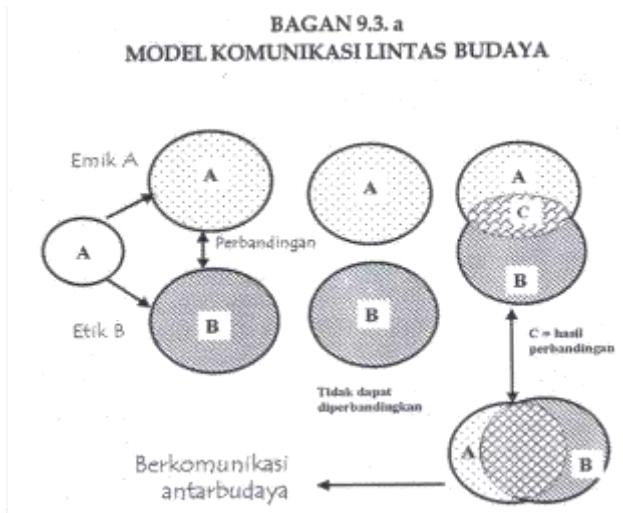 BAGAN 9.3. a
MODEL KOMUNIKASI LINTAS BUDAYA
Emik A
A
A
A
A
C
Perbandingan
B
Etik B
B
B
C = hasil
perbandingan
Tidak dapat
diperbandingkan
A
B
Berkomunikasi
antarbudaya